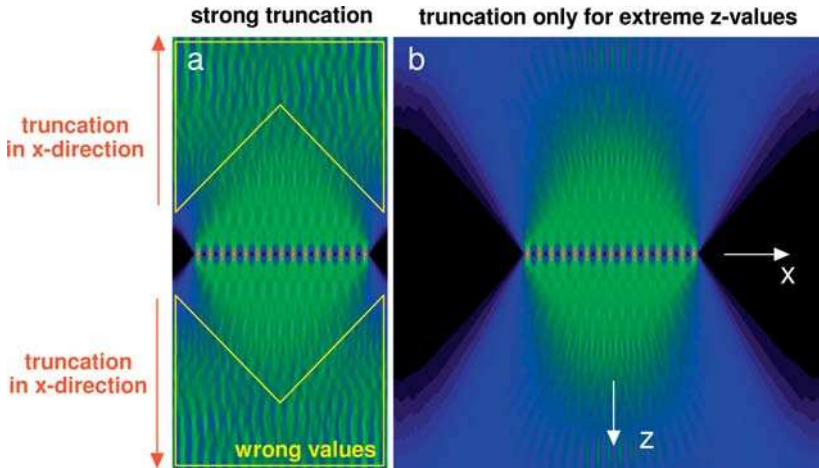 strong truncation
truncation only for extreme z-values
a
b
truncation
in x-direction
x
truncation
in x-direction
wrong values
z